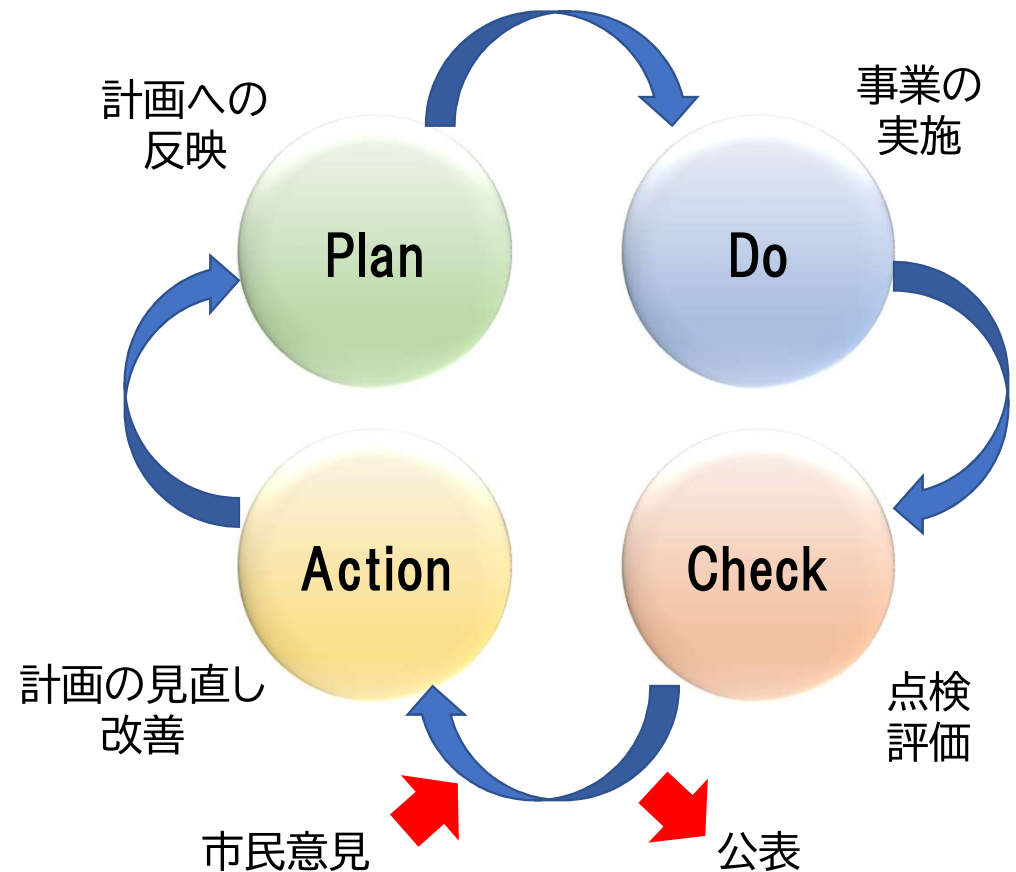 計画への
反映
事業の
実施
Plan
Do
Action
Check
計画の見直し
改善
点検
評価
市民意見
公表